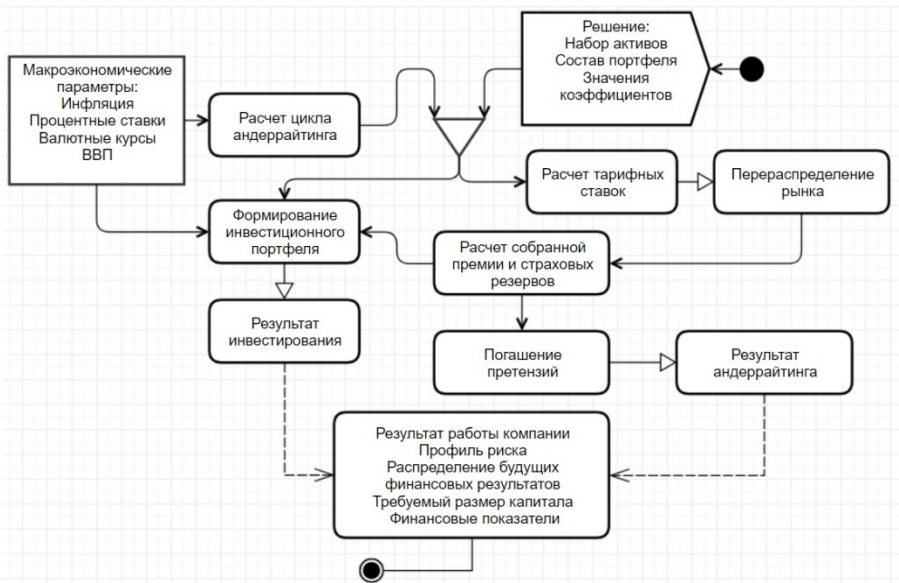 Решение:
Набор активов
Состав портфеля
Значения
коэффициентов
Макроэкономические
параметры:
Инфляция
Процентные ставки
Валютные курсы
ВВП
Расчет цикла
андеррайтинга
Расчет тарифных
ставок
Перераспределение
рынка
Формирование
инвестиционного
портфеля
Расчет собранной
премии и страховых
резервов
Результат
инвестирования
Погашение
претензий
Результат
андеррайтинга
Результат работы компании
Профиль риска
Распределение будущих
финансовых результатов
Требуемый размер капитала
Финансовые показатели